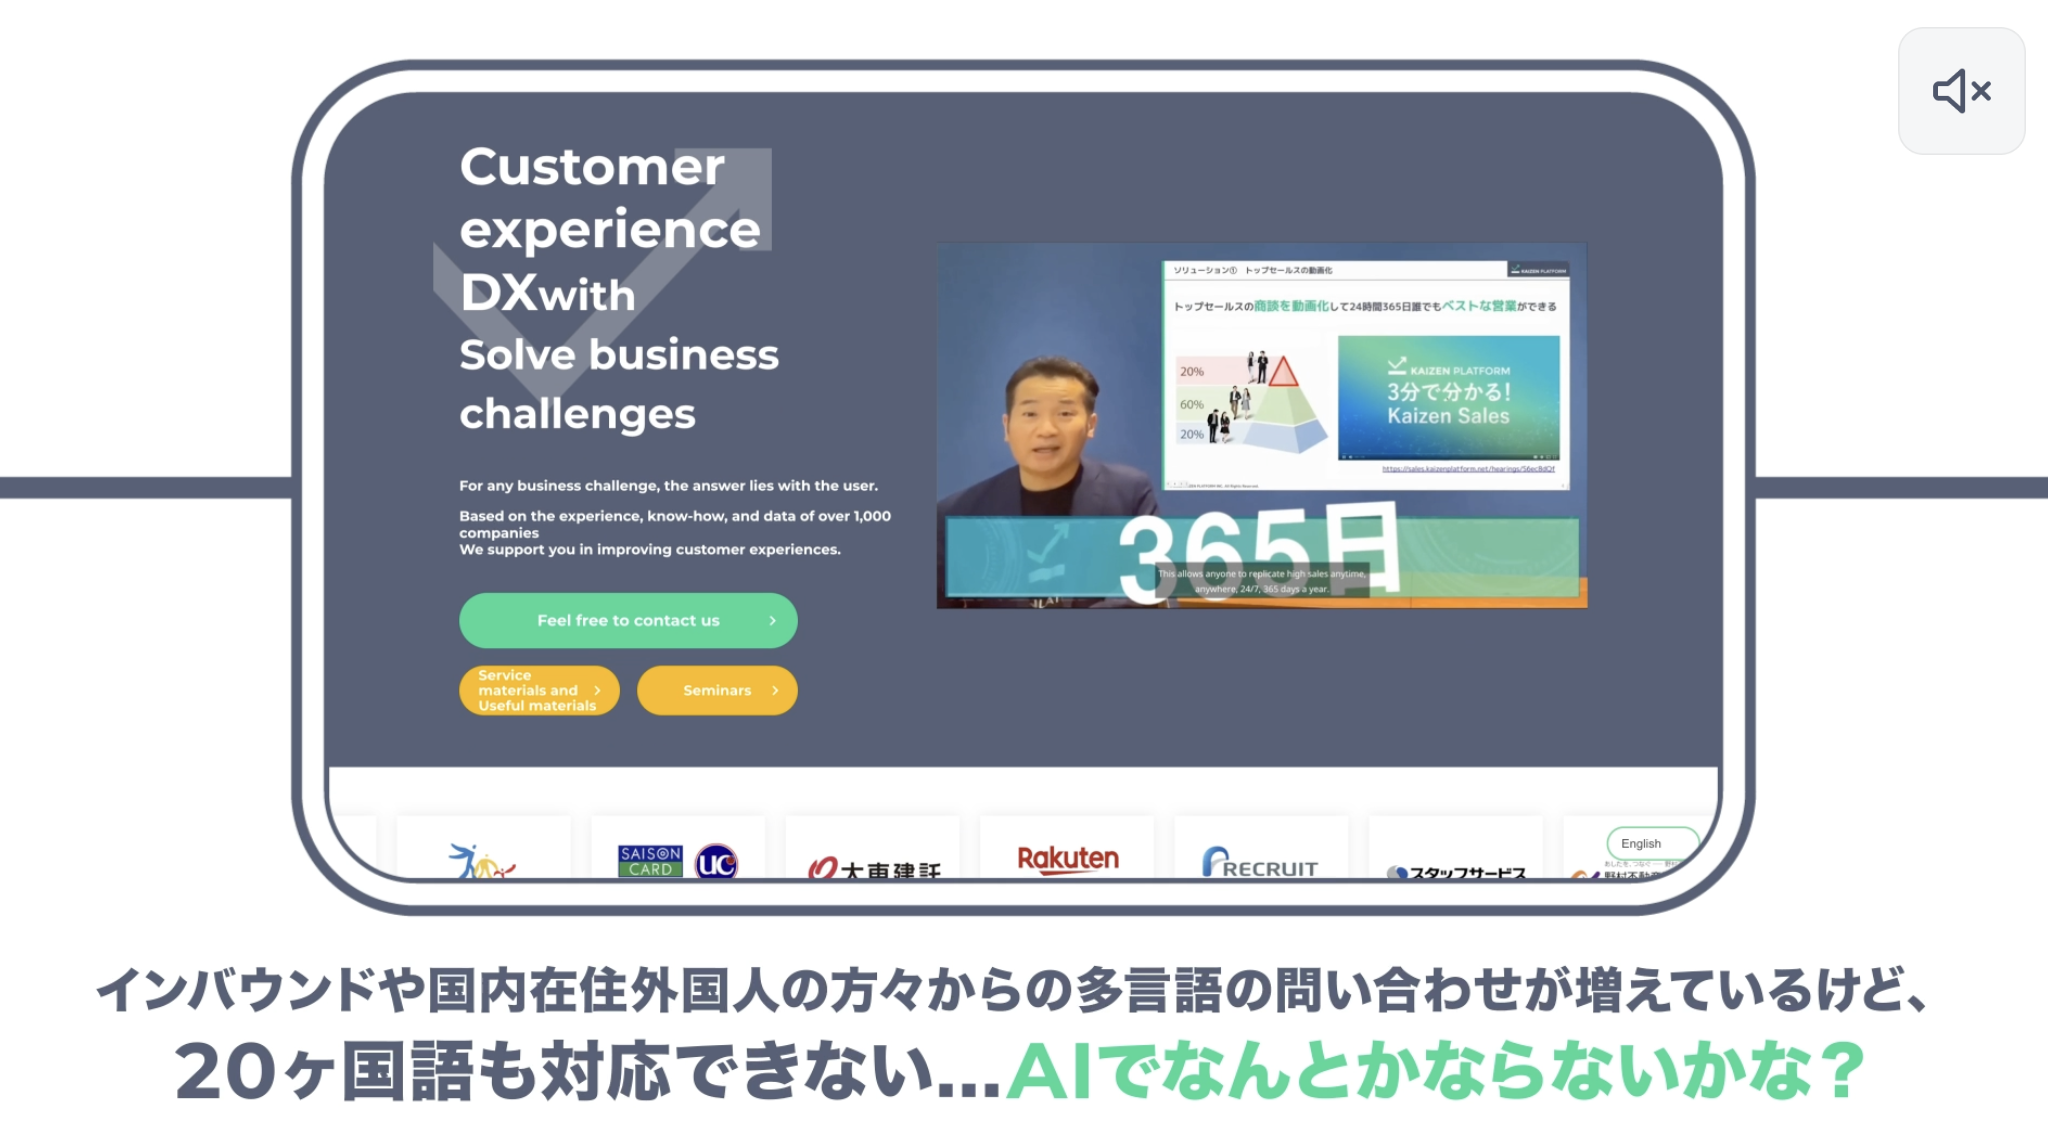 Customer
experience
DXwith
Solve business
challenges
For any business challenge, the answer lies with the user.
Based on the experience, know-how, and data of over 1,000
companies
We support you in improving customer experiences.
Feel free to contact us
Service
materials and
Useful materials
Seminars
ソリューション① トップセールスの動画化
KAIZEN PLATFORM
トップセールスの商談を動画化して24時間365日誰でもベストな営業ができる
20%
60%
20%
KAIZEN PLATFORM
3分で分かる!
Kaizen Sales
365日
This allows anyone to replicate high sales anytime,
anywhere, 24/7, 365 days a year.
SAISON
CARD
UC
大東建託
Rakuten
RECRUIT
スタッフサービス
English
インバウンドや国内在住外国人の方々からの多言語の問い合わせが増えているけど、
20ヶ国語も対応できない...AIでなんとかならないかな？